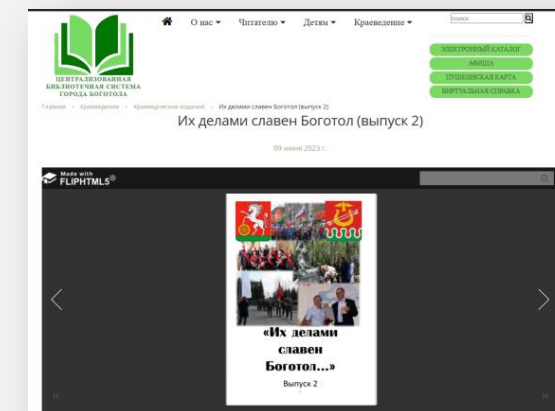 О нас
Читателю
Детям
Краеведение
Поиск
ЭЛЕКТРОННЫЙ КАТАЛОГ
АФИША
ПУШКИНСКАЯ КАРТА
ВИРТУАЛЬНАЯ СПРАВКА
ЦЕНТРАЛИЗОВАННАЯ
БИБЛИОТЕЧНАЯ СИСТЕМА
ГОРОДА БОГОТОЛА
Главная › Краеведение › Краеведческие издания › Их делами славен Боготол (выпуск 2)
Их делами славен Боготол (выпуск 2)
09 июня 2023 г.
Made with
FLIPHTML5®
«Их делами
славен
Боготол...»
Выпуск 2